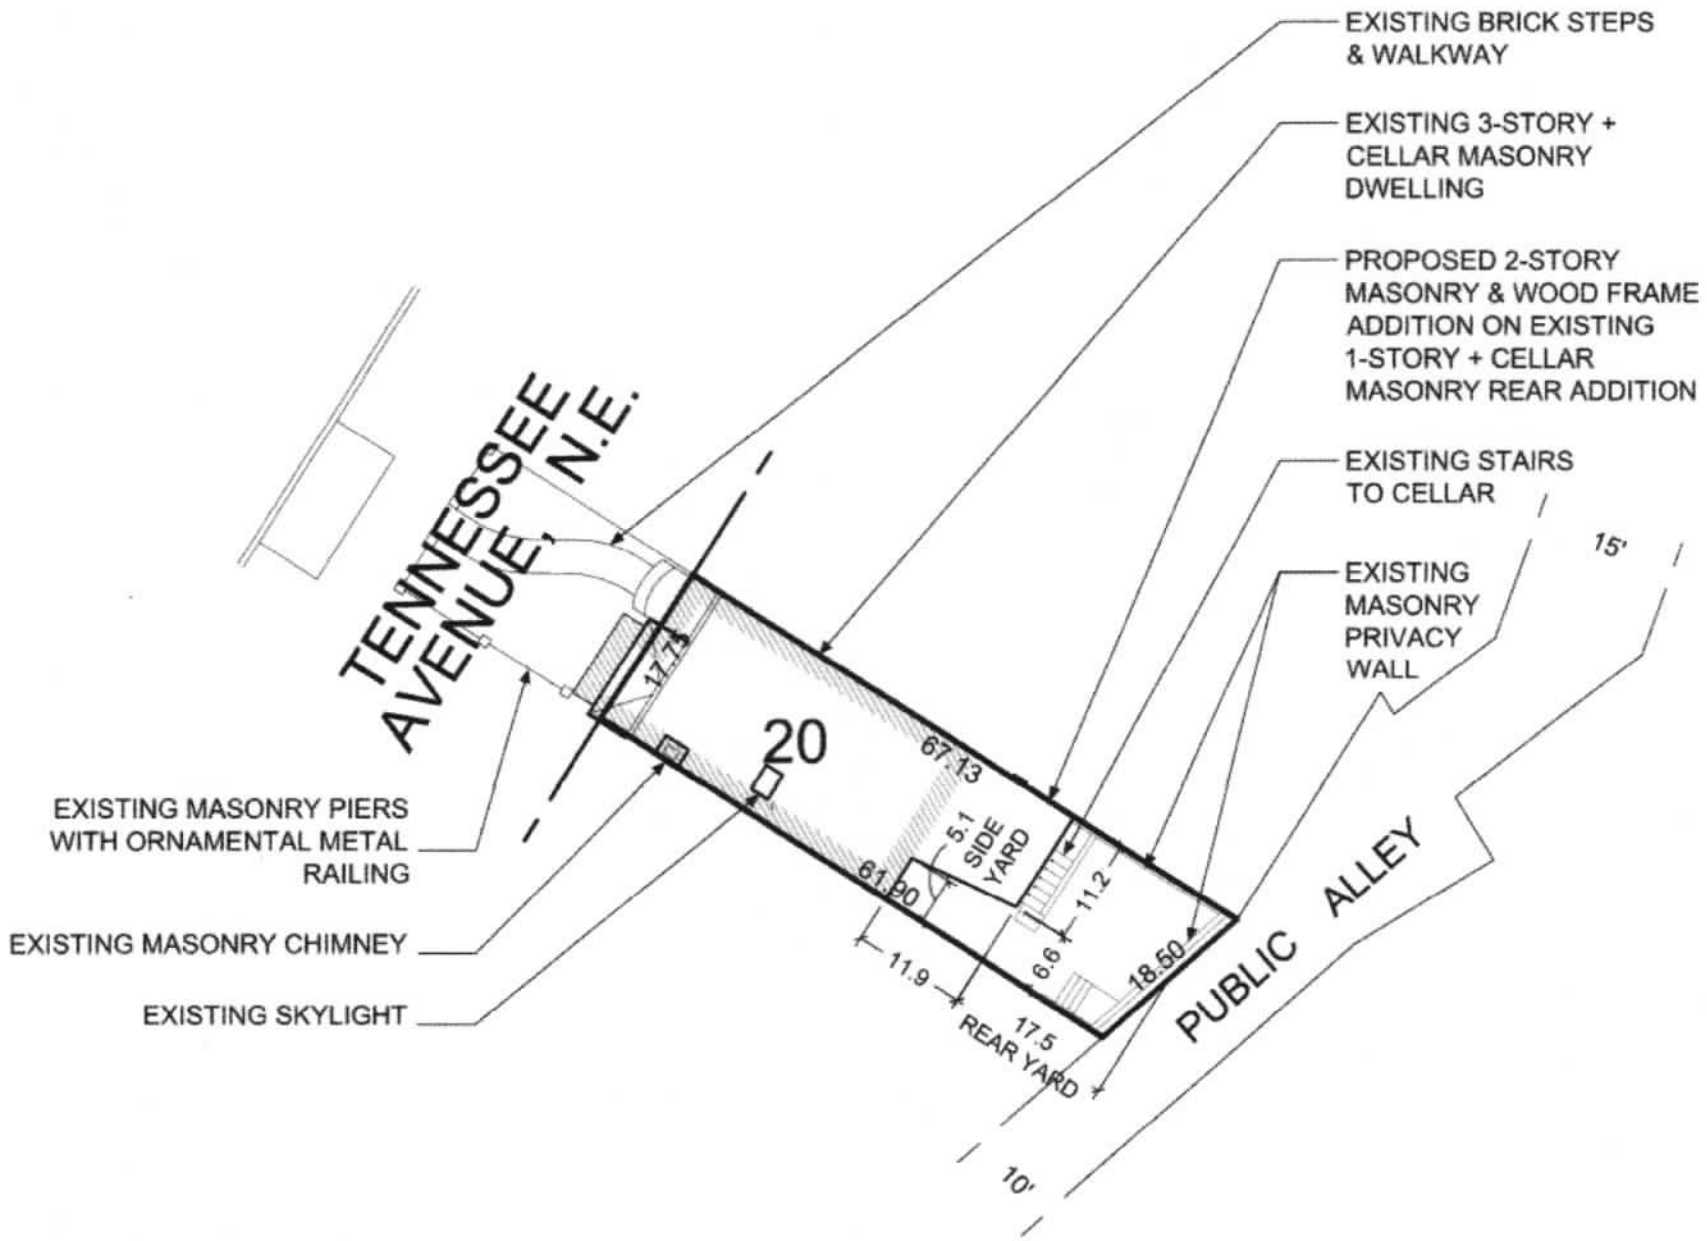 EXISTING BRICK STEPS
& WALKWAY
EXISTING 3-STORY +
CELLAR MASONRY
DWELLING
PROPOSED 2-STORY
MASONRY & WOOD FRAME
ADDITION ON EXISTING
1-STORY + CELLAR
MASONRY REAR ADDITION
EXISTING STAIRS
TO CELLAR
15'
EXISTING
MASONRY
PRIVACY
WALL
TENNESSEE
AVENUE, N.E.
17.75
20
67.13
5.1
SIDE
YARD
61.90
11.2
11.9
6.6
18.50
17.5
REAR YARD
PUBLIC ALLEY
10'
EXISTING MASONRY PIERS
WITH ORNAMENTAL METAL
RAILING
EXISTING MASONRY CHIMNEY
EXISTING SKYLIGHT